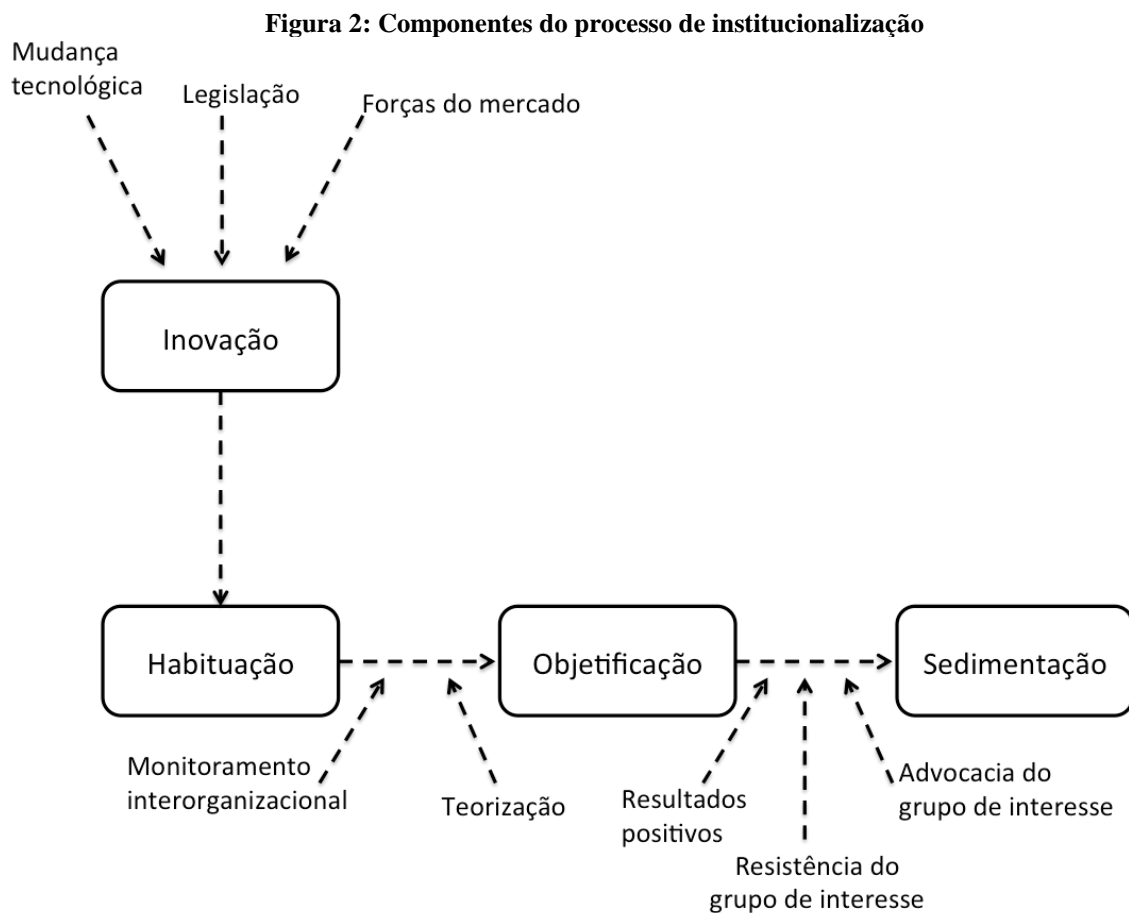 Figura 2: Componentes do processo de institucionalização
Mudança
tecnológica
Legislação
Forças do mercado
Inovação
Habituação
Objetificação
Sedimentação
Monitoramento
interorganizacional
Teorização
Resultados
positivos
Resistência do
grupo de interesse
Advocacia do
grupo de interesse